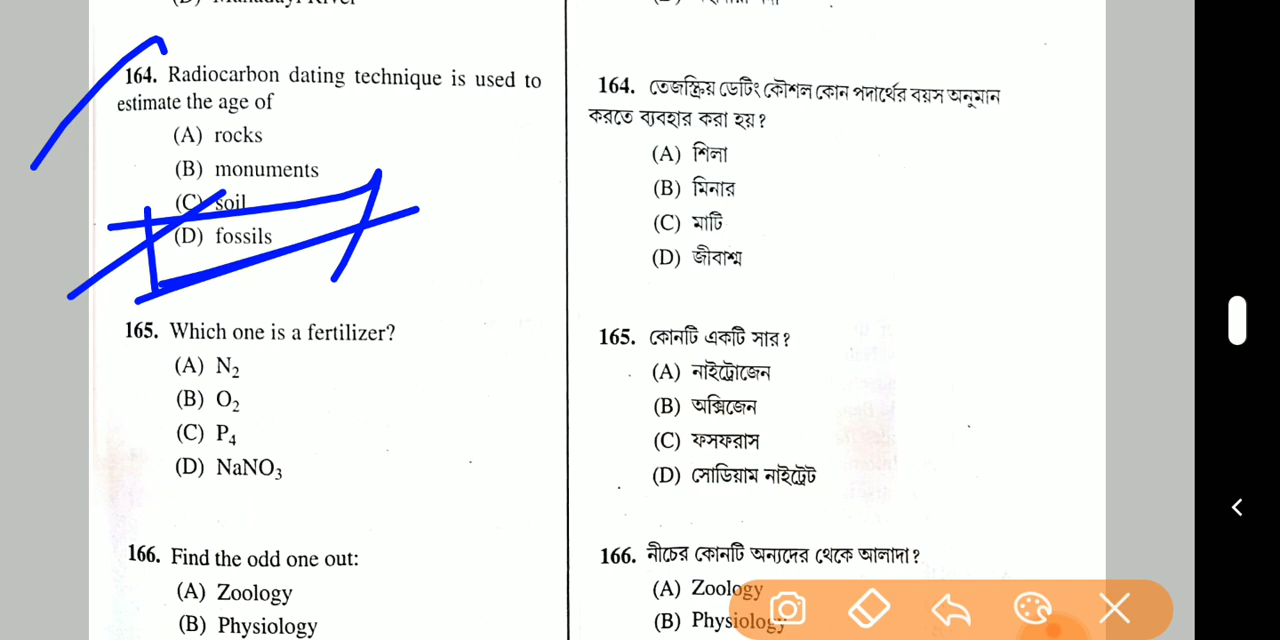 164. Radiocarbon dating technique is used to
estimate the age of
(A) rocks
(B) monuments
(C) soil
(D) fossils
165. Which one is a fertilizer?
(A) N₂
(B) O₂
(C) P₄
(D) NaNO₃
166. Find the odd one out:
(A) Zoology
(B) Physiology
164. তেজস্ক্রিয় ডেটিং কৌশল কোন পদার্থের বয়স অনুমান
করতে ব্যবহার করা হয়?
(A) শিলা
(B) মিনার
(C) মাটি
(D) জীবাশ্ম
165. কোনটি একটি সার?
(A) নাইট্রোজেন
(B) অক্সিজেন
(C) ফসফরাস
(D) সোডিয়াম নাইট্রেট
166. নীচের কোনটি অন্যদের থেকে আলাদা?
(A) Zoology
(B) Physiology